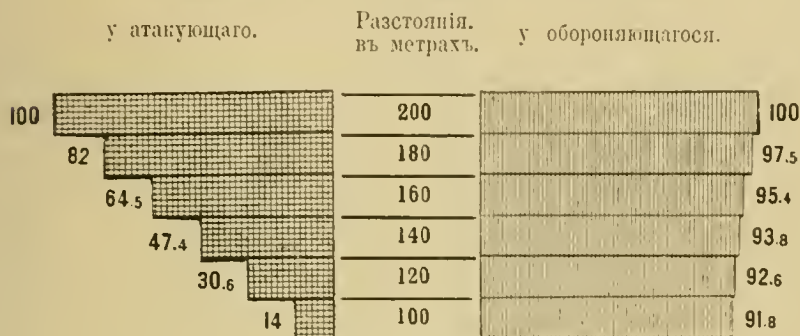 у атакующаго.
Разстоянія.
въ метрахъ.
у обороняющагося.
100 200 100
82 180 97.5
64.5 160 95.4
47.4 140 93.8
30.6 120 92.6
14 100 91.8